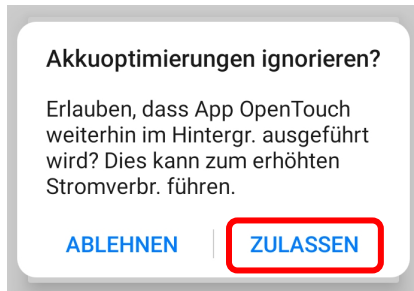 Akkuoptimierungen ignorieren?
Erlauben, dass App OpenTouch
weiterhin im Hintergr. ausgeführt
wird? Dies kann zum erhöhten
Stromverbr. führen.
ABLEHNEN ZULASSEN